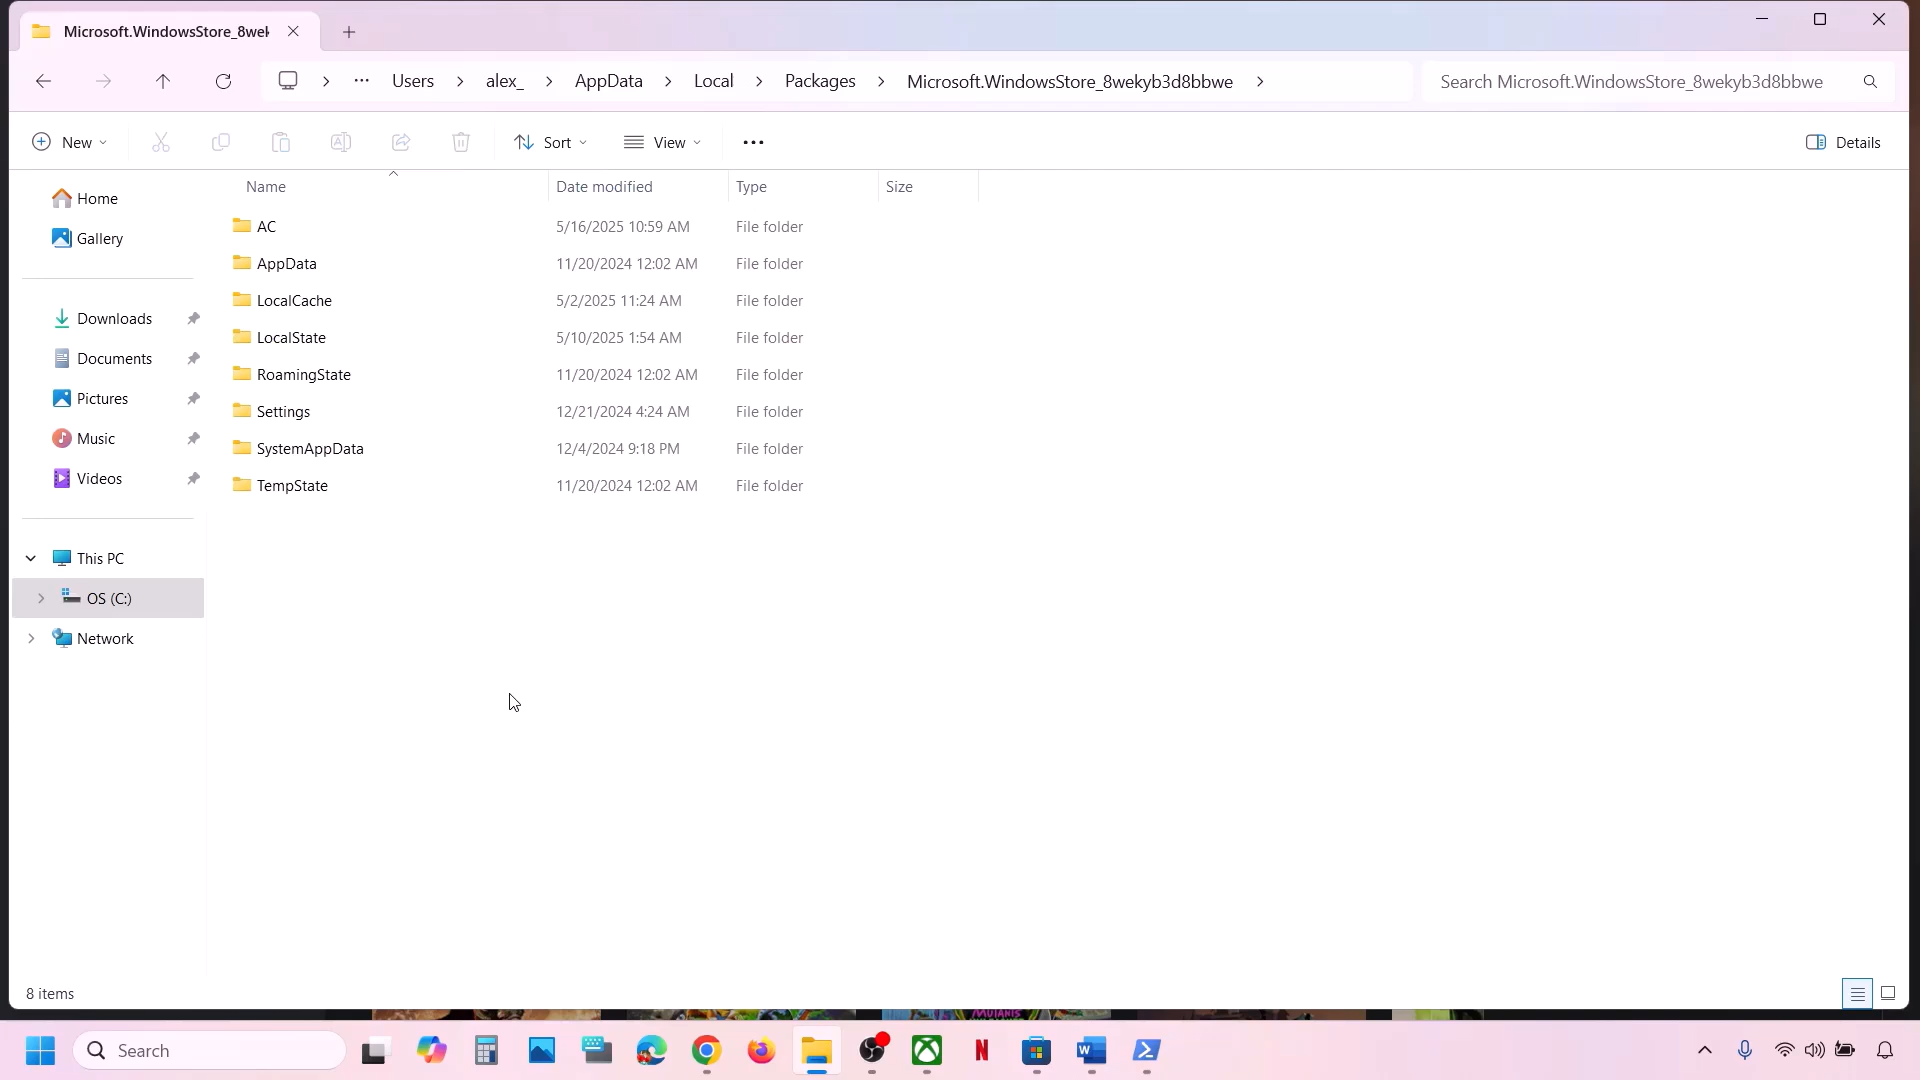 Microsoft.WindowsStore_8wek
Users
alex_
AppData
Local
Packages
Microsoft.WindowsStore_8wekyb3d8bbwe
Search Microsoft.WindowsStore_8wekyb3d8bbwe
New
Sort
View
Details
Name Date modified Type Size
Home
Gallery
Downloads
Documents
Pictures
Music
Videos
This PC
OS (C:)
Network
AC 5/16/2025 10:59 AM File folder
AppData 11/20/2024 12:02 AM File folder
LocalCache 5/2/2025 11:24 AM File folder
LocalState 5/10/2025 1:54 AM File folder
RoamingState 11/20/2024 12:02 AM File folder
Settings 12/21/2024 4:24 AM File folder
SystemAppData 12/4/2024 9:18 PM File folder
TempState 11/20/2024 12:02 AM File folder
8 items
MUTANTS
Search